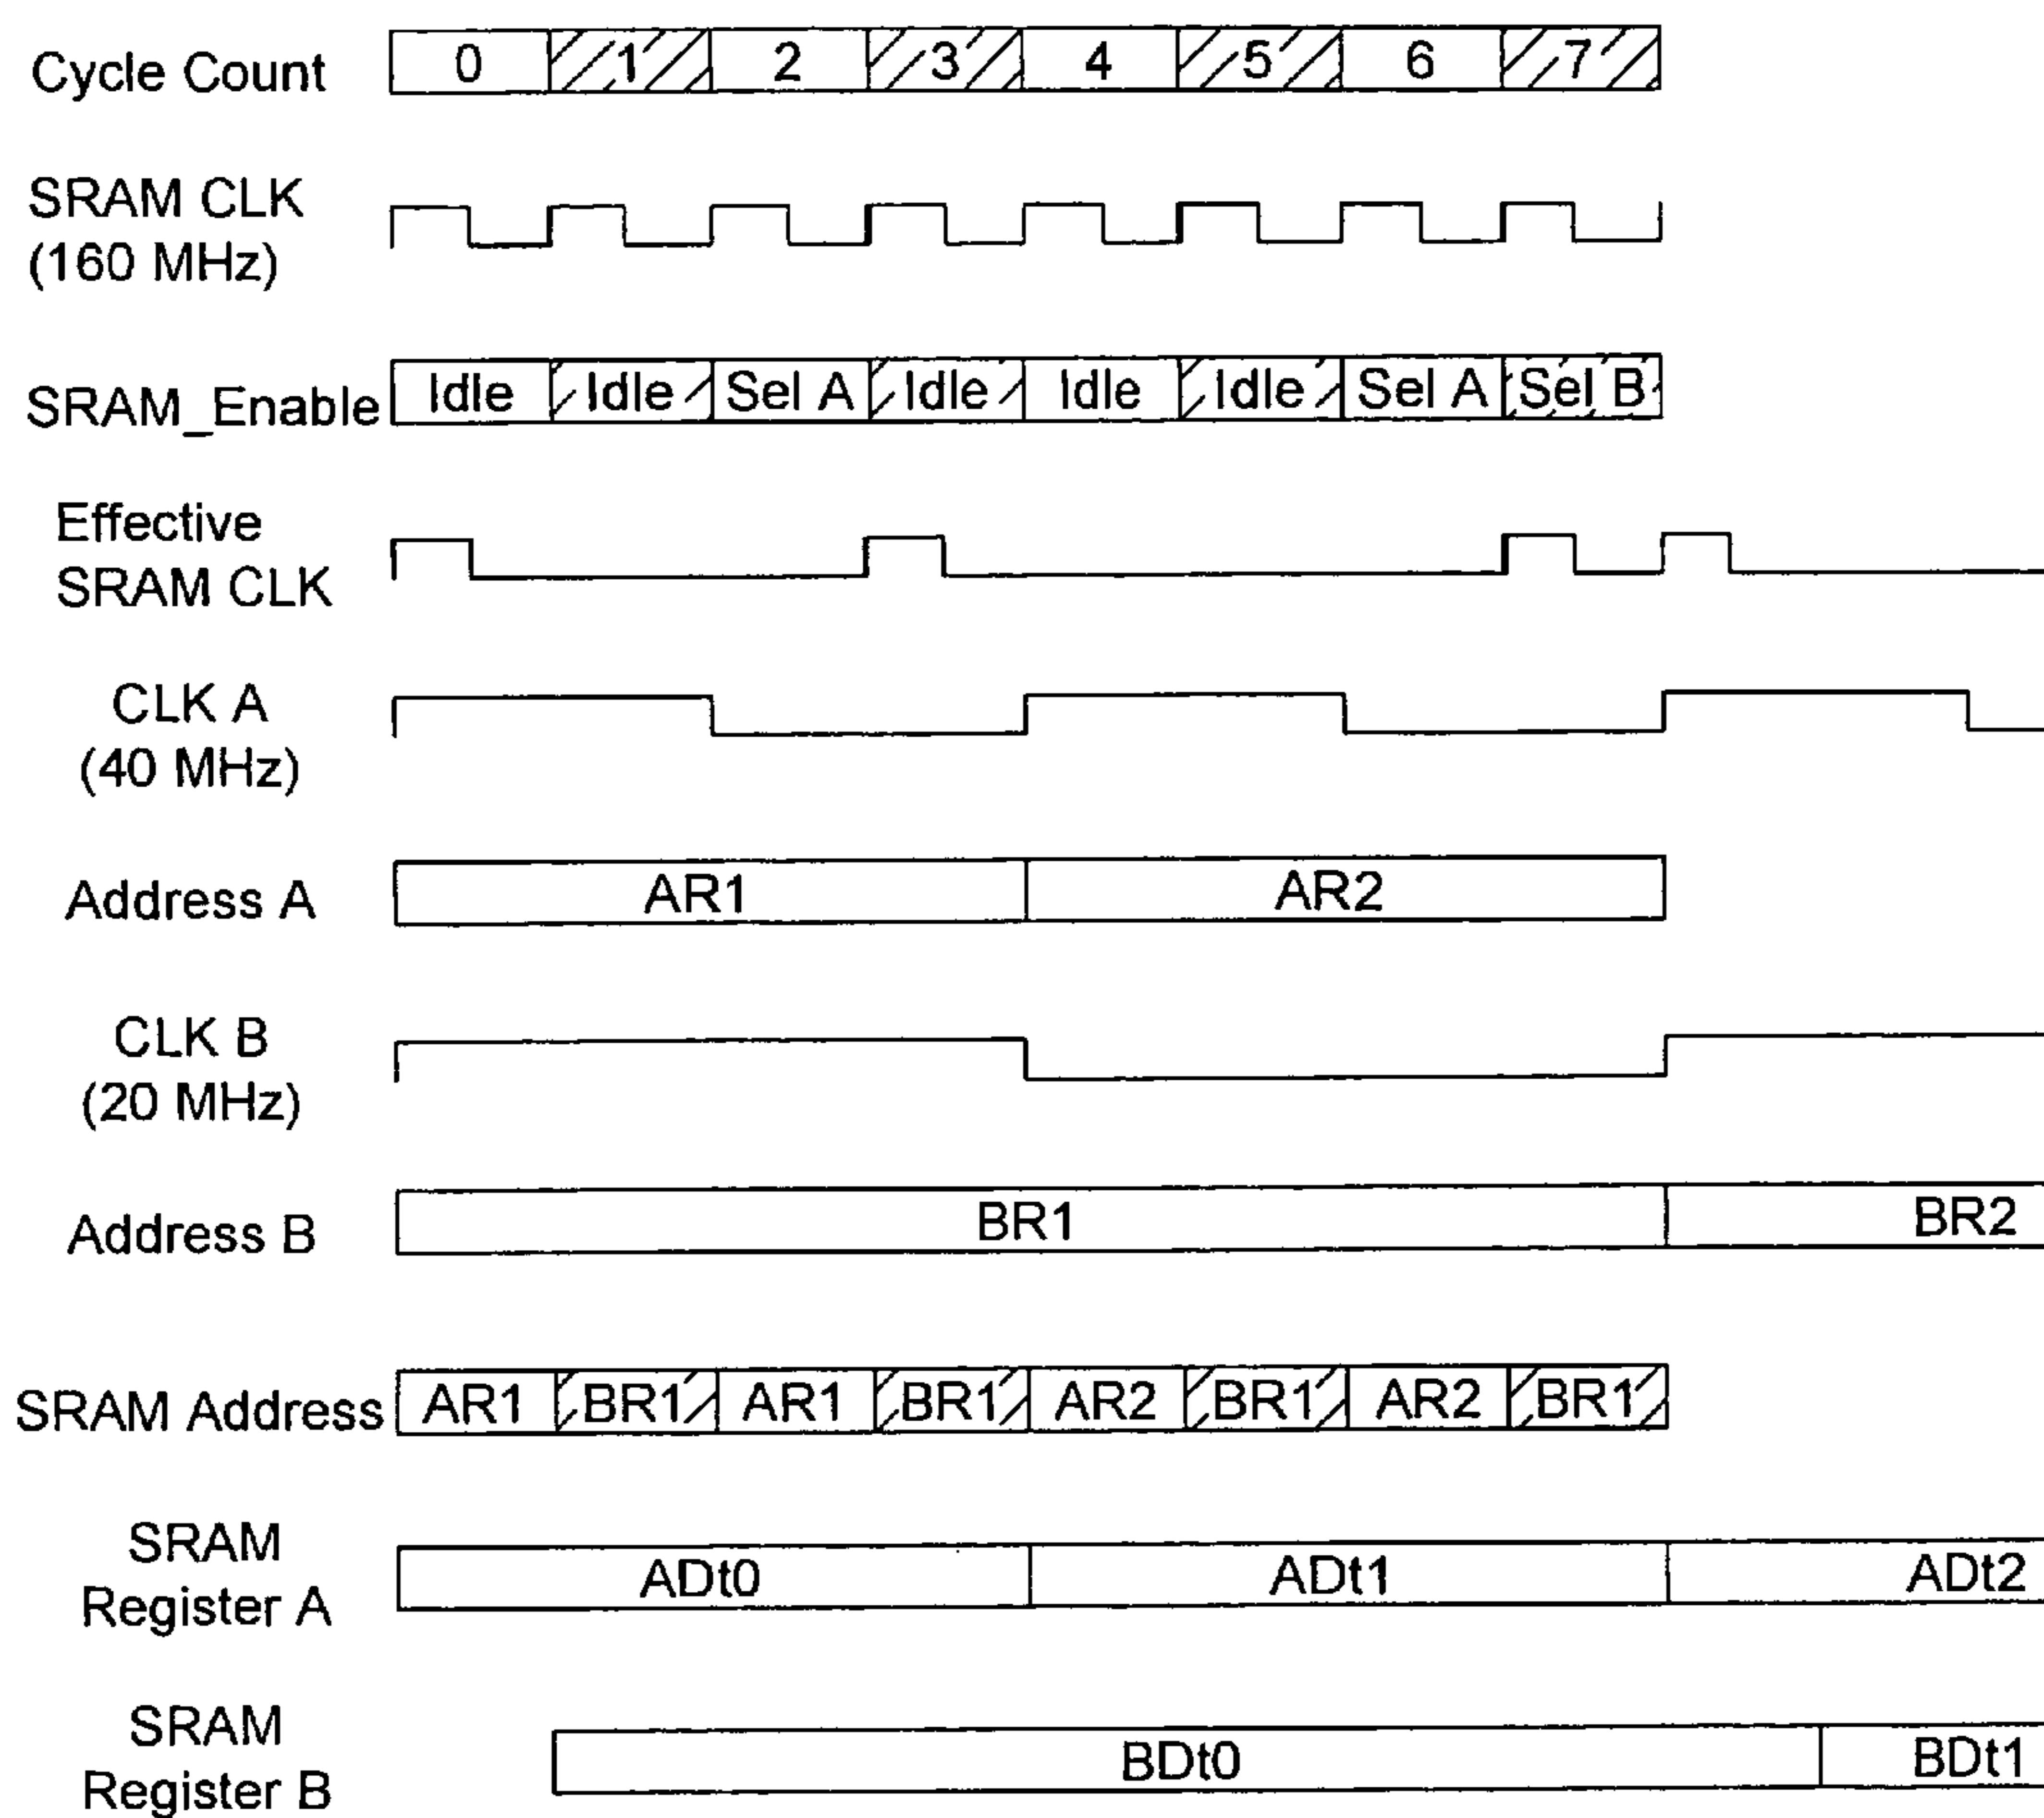 Cycle Count 0 1 2 3 4 5 6 7
SRAM CLK
(160 MHz)
SRAM_Enable Idle Idle Sel A Idle Idle Idle Sel A Sel B
Effective
SRAM CLK
CLK A
(40 MHz)
Address A AR1 AR2
CLK B
(20 MHz)
Address B BR1 BR2
SRAM Address AR1 BR1 AR1 BR1 AR2 BR1 AR2 BR1
SRAM
Register A ADt0 ADt1 ADt2
SRAM
Register B BDt0 BDt1